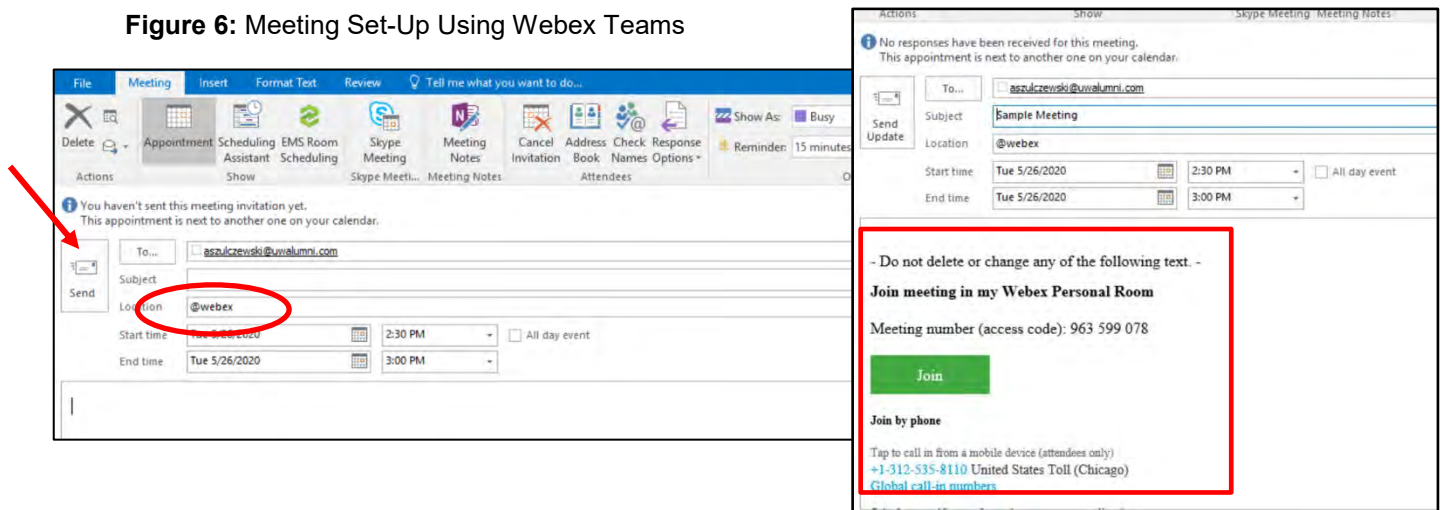 Figure 6: Meeting Set-Up Using Webex Teams
File Meeting Insert Format Text Review Tell me what you want to do...
Delete Appointment Scheduling Assistant EMS Room Scheduling Skype Meeting Meeting Notes Cancel Invitation Address Book Check Names Response Options Show As: Busy
Reminder: 15 minutes
Actions Show Skype Meeti... Meeting Notes Attendees
You haven't sent this meeting invitation yet.
This appointment is next to another one on your calendar.
To... aszulczewski@uwalumni.com
Subject
Send
Location @webex
Start time Tue 5/26/2020 2:30 PM All day event
End time Tue 5/26/2020 3:00 PM
Actions Show Skype Meeting Meeting Notes
No responses have been received for this meeting.
This appointment is next to another one on your calendar.
To... aszulczewski@uwalumni.com
Send Update
Subject Sample Meeting
Location @webex
Start time Tue 5/26/2020 2:30 PM All day event
End time Tue 5/26/2020 3:00 PM
- Do not delete or change any of the following text. -
Join meeting in my Webex Personal Room
Meeting number (access code): 963 599 078
Join
Join by phone
Tap to call in from a mobile device (attendees only)
+1-312-535-8110 United States Toll (Chicago)
Global call-in numbers